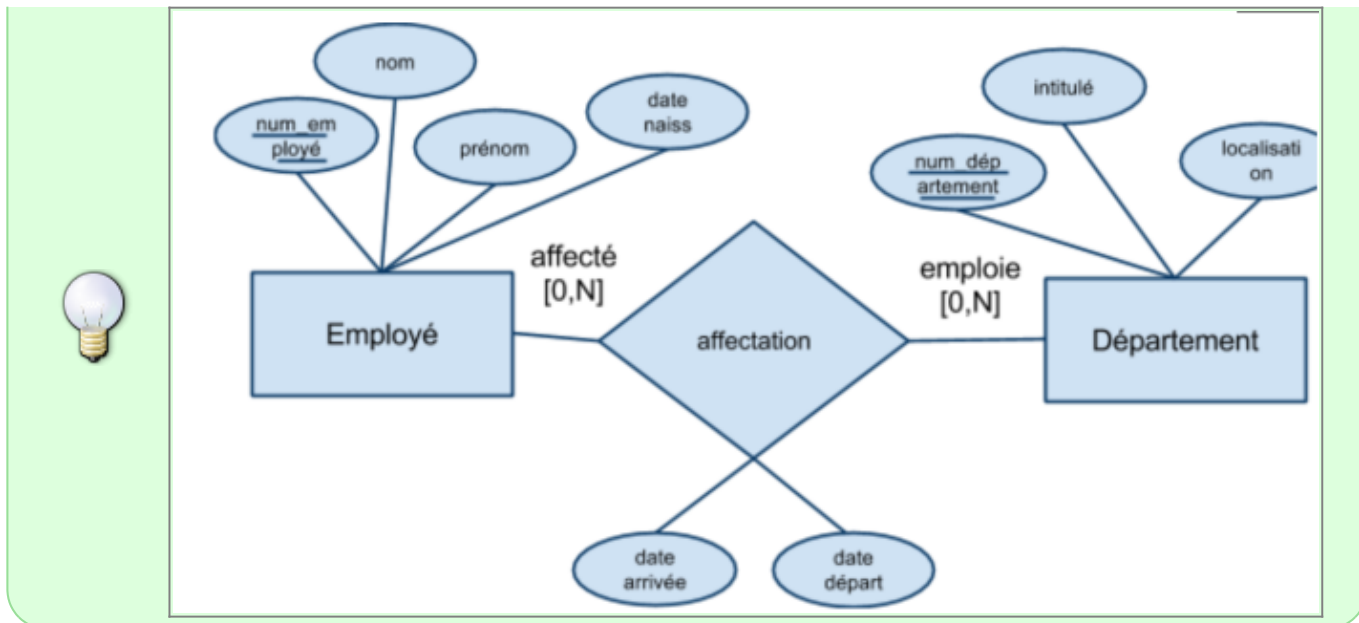 nom
num_em
ployé
prénom
date
naiss
intitulé
num_dép
artement
localisati
on
affecté
[0,N]
emploie
[0,N]
Employé
affectation
Département
date
arrivée
date
départ